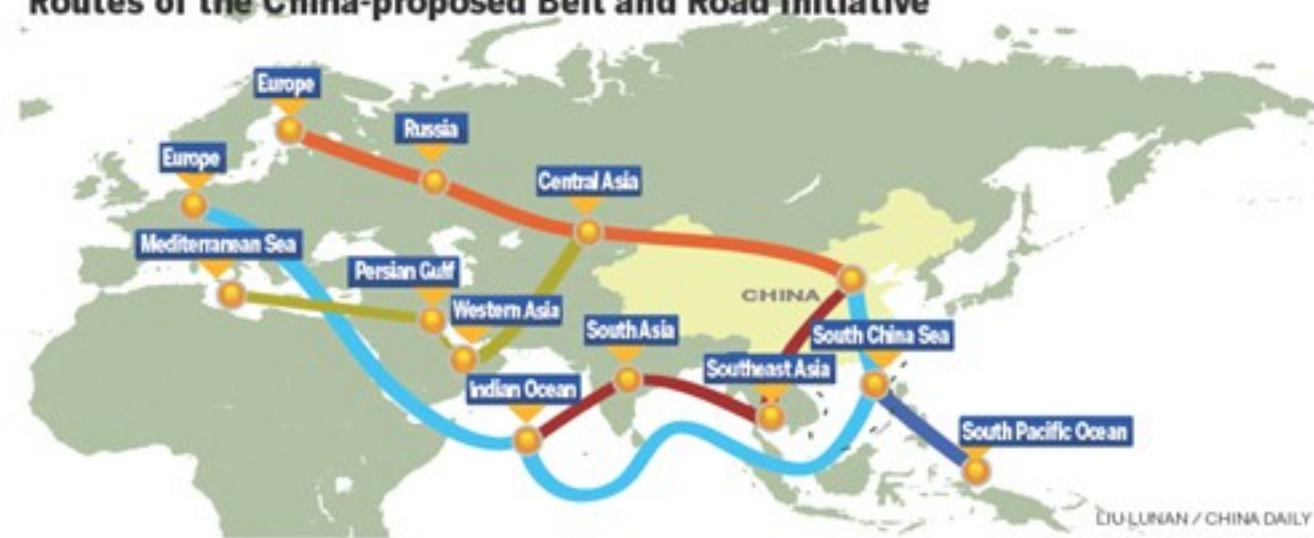 Routes of the China-proposed Belt and Road Initiative
Europe
Russia
Europe
Central Asia
Mediterranean Sea
Persian Gulf
Western Asia
CHINA
South Asia
South China Sea
Southeast Asia
Indian Ocean
South Pacific Ocean
LIU LUNAN / CHINA DAILY